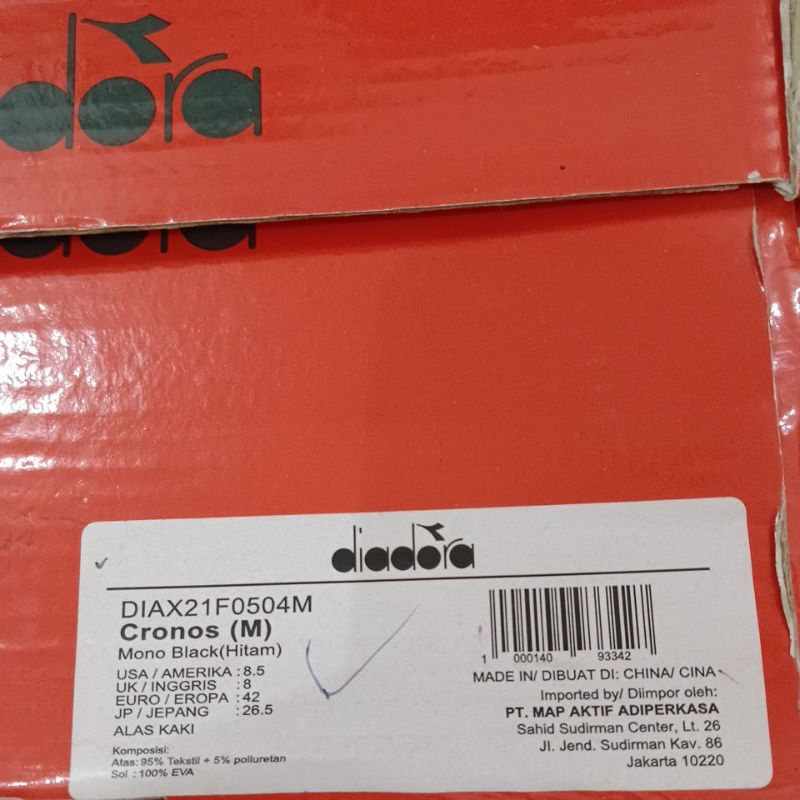 diadora
diadora
DIAX21F0504M
Cronos (M)
Mono Black(Hitam)
USA / AMERIKA : 8.5
UK / INGGRIS : 8
EURO / EROPA : 42
JP / JEPANG : 26.5
ALAS KAKI
Komposisi:
Atas: 95% Tekstil + 5% poliuretan
Sol : 100% EVA
1 000140 93342
MADE IN/ DIBUAT DI: CHINA/ CINA
Imported by/ Diimpor oleh:
PT. MAP AKTIF ADIPERKASA
Sahid Sudirman Center, Lt. 26
Jl. Jend. Sudirman Kav. 86
Jakarta 10220